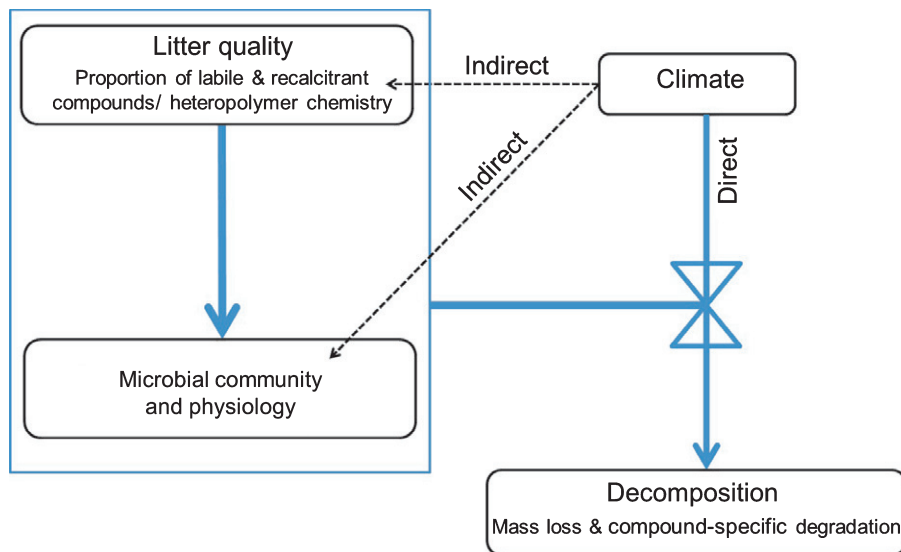 Litter quality
Proportion of labile & recalcitrant
compounds/ heteropolymer chemistry
Indirect
Climate
Indirect
Direct
Microbial community
and physiology
Decomposition
Mass loss & compound-specific degradation